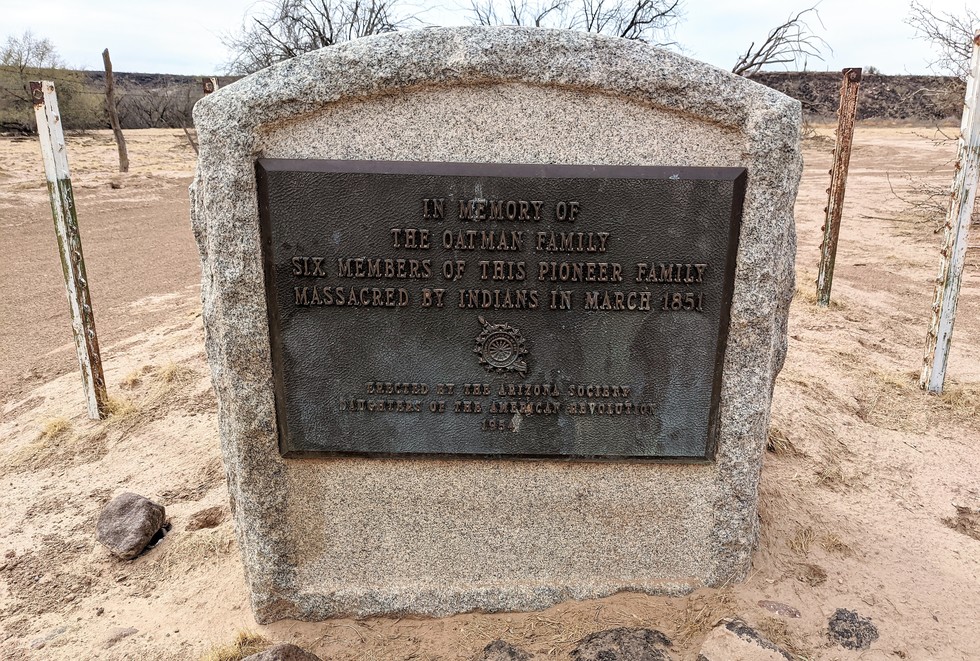 IN MEMORY OF
THE OATMAN FAMILY
SIX MEMBERS OF THIS PIONEER FAMILY
MASSACRED BY INDIANS IN MARCH 1851
ERECTED BY THE ARIZONA SOCIETY
DAUGHTERS OF THE AMERICAN REVOLUTION